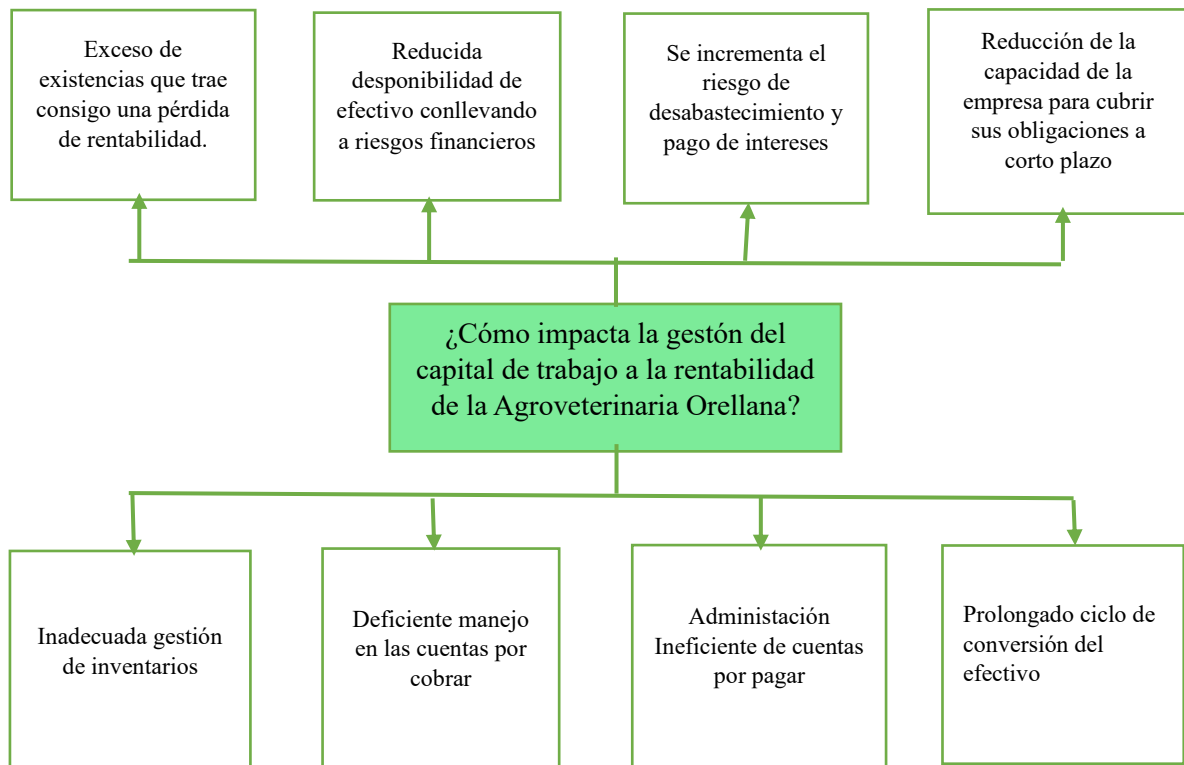 Exceso de
existencias que trae
consigo una pérdida
de rentabilidad.
Reducida
desponibilidad de
efectivo conllevando
a riesgos financieros
Se incrementa el
riesgo de
desabastecimiento y
pago de intereses
Reducción de la
capacidad de la
empresa para cubrir
sus obligaciones a
corto plazo
¿Cómo impacta la gestón del
capital de trabajo a la rentabilidad
de la Agroveterinaria Orellana?
Inadecuada gestión
de inventarios
Deficiente manejo
en las cuentas por
cobrar
Administación
Ineficiente de cuentas
por pagar
Prolongado ciclo de
conversión del
efectivo